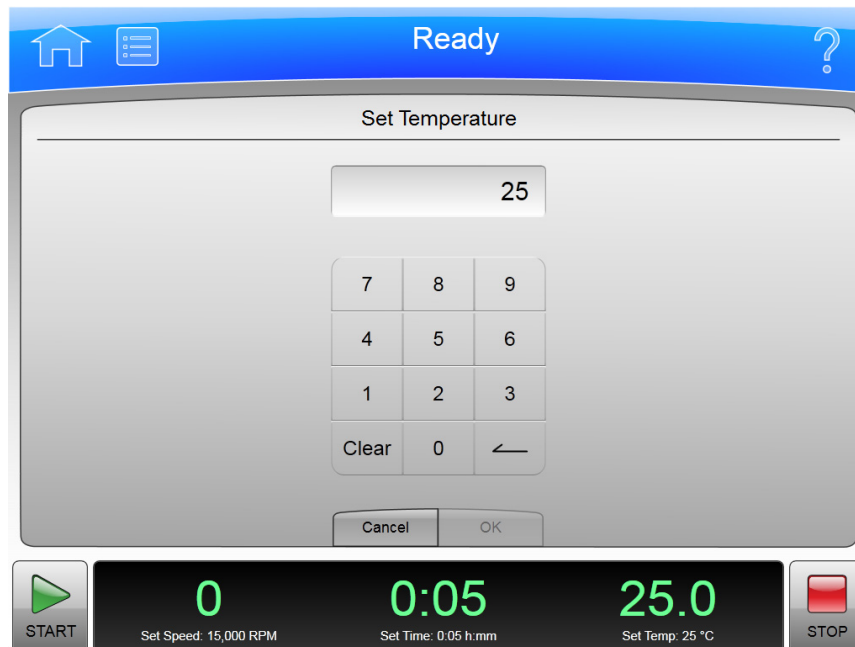 Ready
Set Temperature
25
7 8 9
4 5 6
1 2 3
Clear 0
Cancel OK
0 0:05 25.0
START Set Speed: 15,000 RPM Set Time: 0:05 h:mm Set Temp: 25 °C STOP